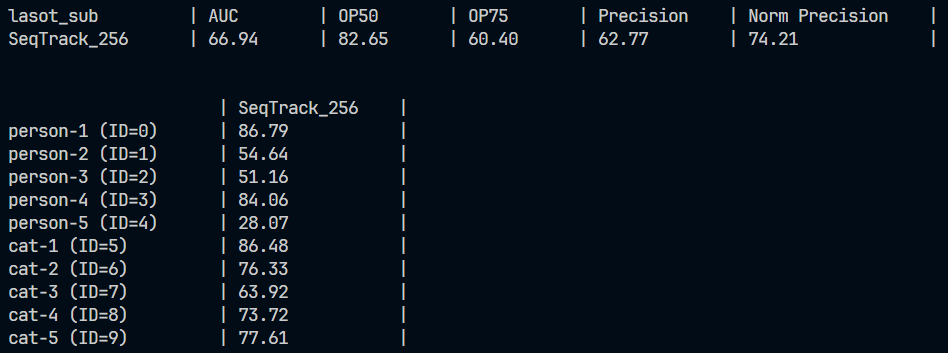 lasot_sub | AUC | OP50 | OP75 | Precision | Norm Precision |
SeqTrack_256 | 66.94 | 82.65 | 60.40 | 62.77 | 74.21 |
| SeqTrack_256 |
person-1 (ID=0) | 86.79 |
person-2 (ID=1) | 54.64 |
person-3 (ID=2) | 51.16 |
person-4 (ID=3) | 84.06 |
person-5 (ID=4) | 28.07 |
cat-1 (ID=5) | 86.48 |
cat-2 (ID=6) | 76.33 |
cat-3 (ID=7) | 63.92 |
cat-4 (ID=8) | 73.72 |
cat-5 (ID=9) | 77.61 |